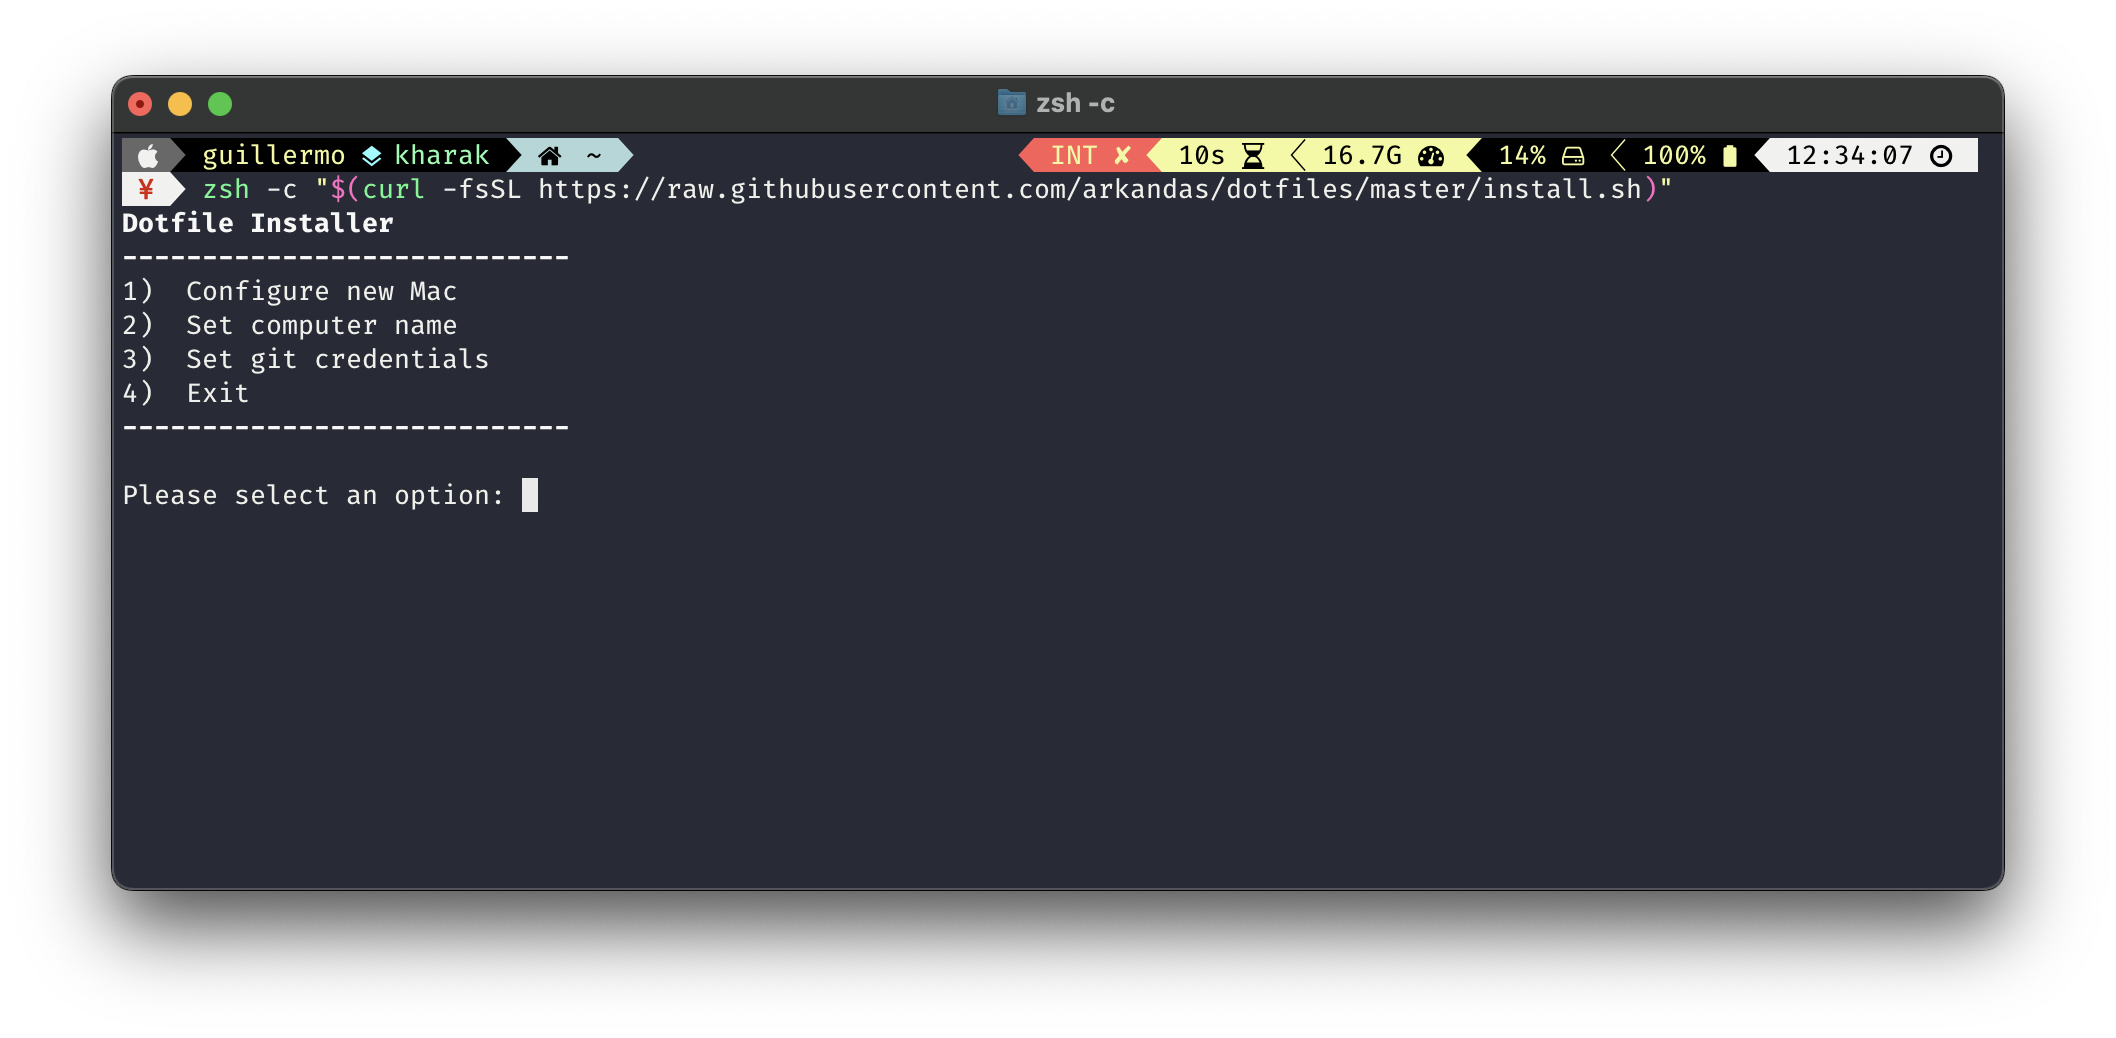 zsh -c
guillermo kharak ~ INT ✘ 10s 16.7G 14% 100% 12:34:07
¥ zsh -c "$(curl -fsSL https://raw.githubusercontent.com/arkandas/dotfiles/master/install.sh)"
Dotfile Installer
----------------------------
1)  Configure new Mac
2)  Set computer name
3)  Set git credentials
4)  Exit
----------------------------
Please select an option: